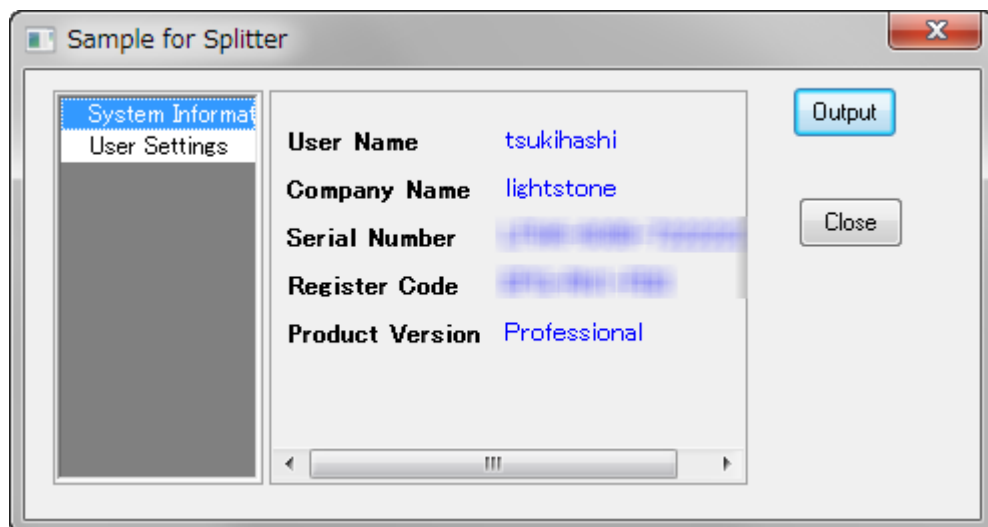 Sample for Splitter
System Informat
User Settings
User Name tsukihashi
Company Name lightstone
Serial Number
Register Code
Product Version Professional
Output
Close